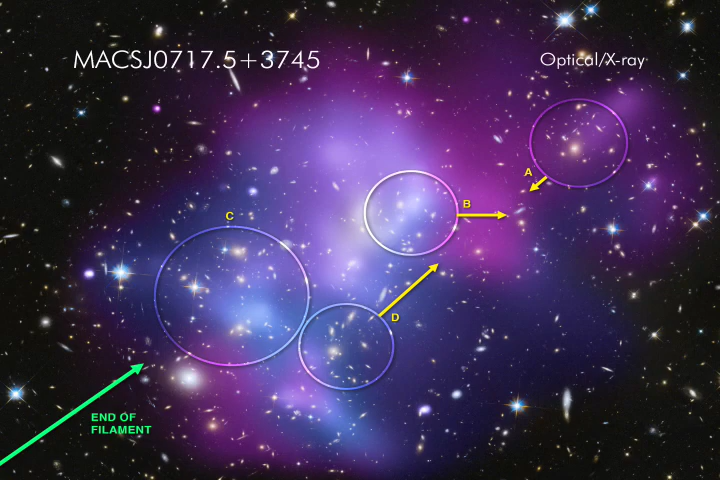 MACSJ0717.5+3745
Optical/X-ray
A
B
C
D
END OF
FILAMENT